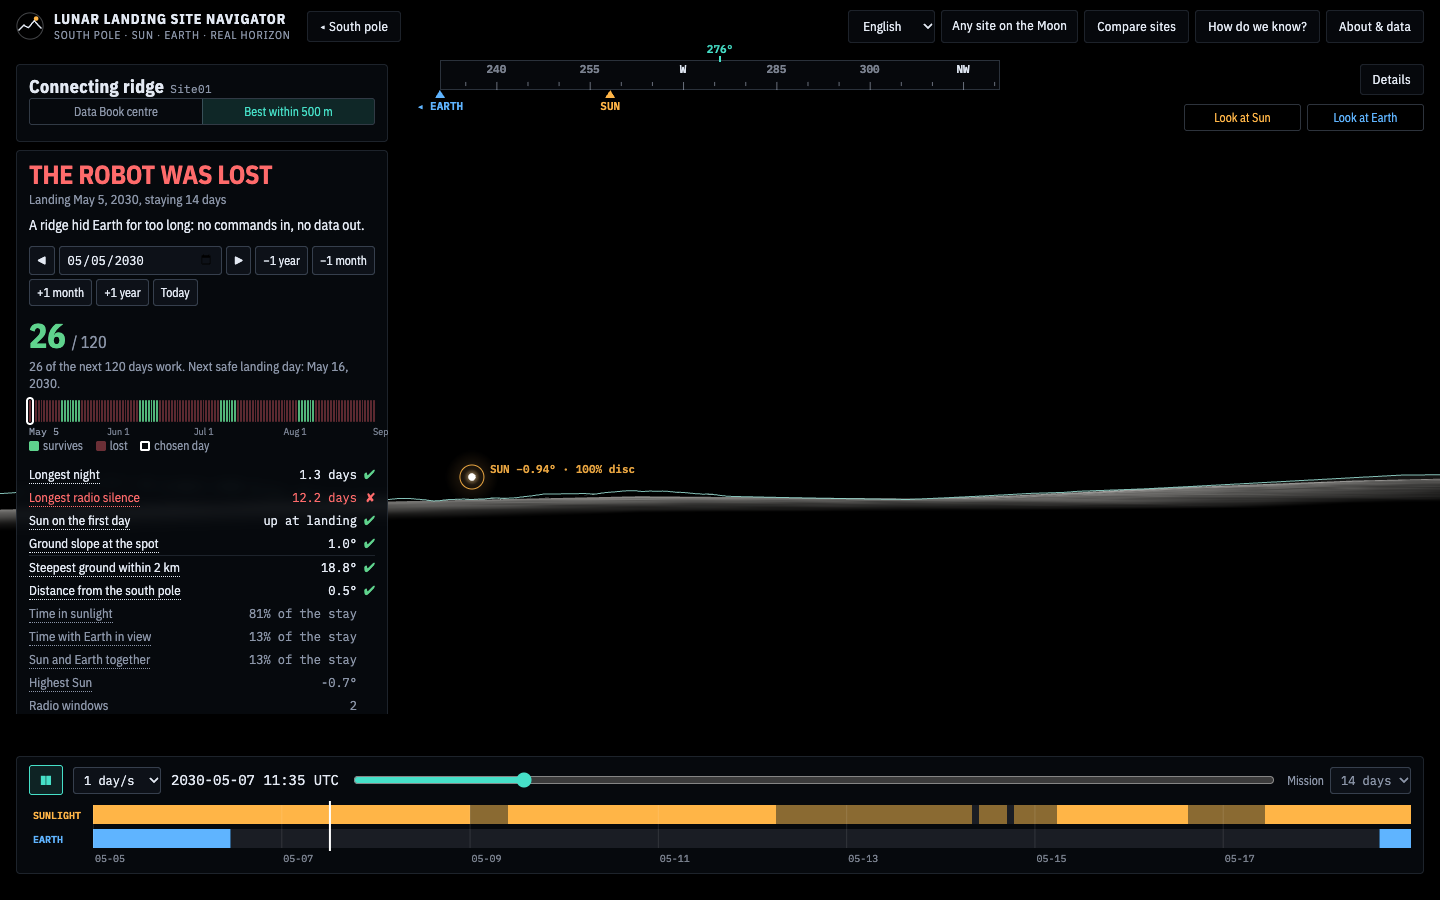 LUNAR LANDING SITE NAVIGATOR
SOUTH POLE · SUN · EARTH · REAL HORIZON
◂ South pole
English
Any site on the Moon
Compare sites
How do we know?
About & data
276°
240 255 W 285 300 NW
◂ EARTH
SUN
Details
Look at Sun
Look at Earth
Connecting ridge Site01
Data Book centre
Best within 500 m
THE ROBOT WAS LOST
Landing May 5, 2030, staying 14 days
A ridge hid Earth for too long: no commands in, no data out.
◀ 05/05/2030 ▶ −1 year −1 month
+1 month +1 year Today
26 / 120
26 of the next 120 days work. Next safe landing day: May 16,
2030.
May 5 Jun 1 Jul 1 Aug 1 Sep
survives lost chosen day
Longest night 1.3 days ✔
Longest radio silence 12.2 days ✘
Sun on the first day up at landing ✔
Ground slope at the spot 1.0° ✔
Steepest ground within 2 km 18.8° ✔
Distance from the south pole 0.5° ✔
Time in sunlight 81% of the stay
Time with Earth in view 13% of the stay
Sun and Earth together 13% of the stay
Highest Sun -0.7°
Radio windows 2
SUN −0.94° · 100% disc
1 day/s 2030-05-07 11:35 UTC
Mission 14 days
SUNLIGHT
EARTH
05-05 05-07 05-09 05-11 05-13 05-15 05-17